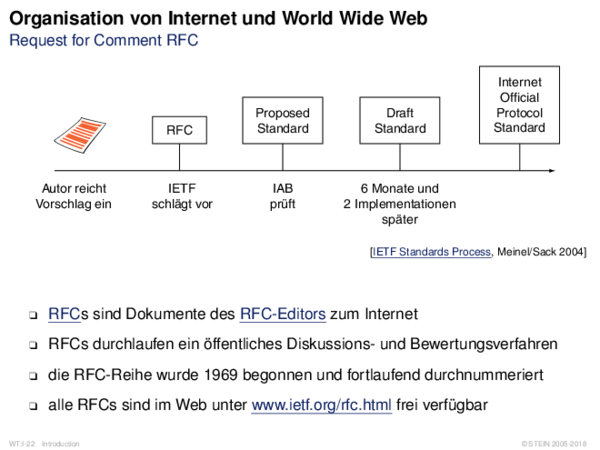 Organisation von Internet und World Wide Web
Request for Comment RFC
RFC
Proposed
Standard
Draft
Standard
Internet
Official
Protocol
Standard
Autor reicht
Vorschlag ein
IETF
schlägt vor
IAB
prüft
6 Monate und
2 Implementationen
später
[IETF Standards Process, Meinel/Sack 2004]
❑ RFCs sind Dokumente des RFC-Editors zum Internet
❑ RFCs durchlaufen ein öffentliches Diskussions- und Bewertungsverfahren
❑ die RFC-Reihe wurde 1969 begonnen und fortlaufend durchnummeriert
❑ alle RFCs sind im Web unter www.ietf.org/rfc.html frei verfügbar
WT:I-22 Introduction
© STEIN 2005-2018